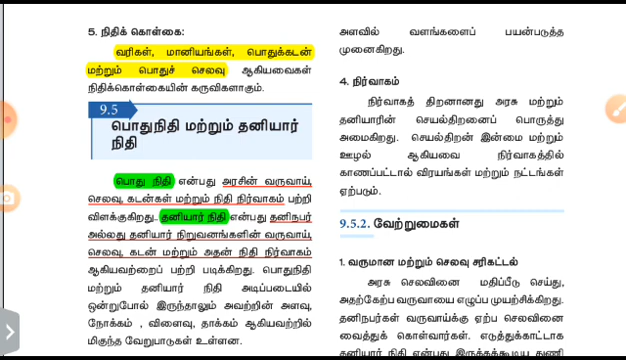 5. நிதிக் கொள்கை:
வரிகள், மானியங்கள், பொதுக்கடன்
மற்றும் பொதுச் செலவு ஆகியவைகள்
நிதிக்கொள்கையின் கருவிகளாகும்.
9.5
பொதுநிதி மற்றும் தனியார்
நிதி
பொது நிதி என்பது அரசின் வருவாய்,
செலவு, கடன்கள் மற்றும் நிதி நிர்வாகம் பற்றி
விளக்குகிறது. தனியார் நிதி என்பது தனிநபர்
அல்லது தனியார் நிறுவனங்களின் வருவாய்,
செலவு, கடன் மற்றும் அதன் நிதி நிர்வாகம்
ஆகியவற்றைப் பற்றி படிக்கிறது. பொதுநிதி
மற்றும் தனியார் நிதி அடிப்படையில்
ஒன்றுபோல் இருந்தாலும் அவற்றின் அளவு,
நோக்கம் , விளைவு, தாக்கம் ஆகியவற்றில்
மிகுந்த வேறுபாடுகள் உள்ளன.
அளவில் வளங்களைப் பயன்படுத்த
முனைகிறது.
4. நிர்வாகம்
நிர்வாகத் திறனானது அரசு மற்றும்
தனியாரின் செயல்திறனைப் பொருத்து
அமைகிறது. செயல்திறன் இன்மை மற்றும்
ஊழல் ஆகியவை நிர்வாகத்தில்
காணப்பட்டால் விரயங்கள் மற்றும் நட்டங்கள்
ஏற்படும்.
9.5.2. வேற்றுமைகள்
1. வருமான மற்றும் செலவு சரிகட்டல்
அரசு செலவினை மதிப்பீடு செய்து,
அதற்கேற்ப வருவாயை எழுப்ப முயற்சிக்கிறது.
தனிநபர்கள் வருவாய்க்கு ஏற்ப செலவினை
வைத்துக் கொள்வார்கள். எடுத்துக்காட்டாக
தனியார் நிதி என்பது இருக்கக்கூடிய துணி